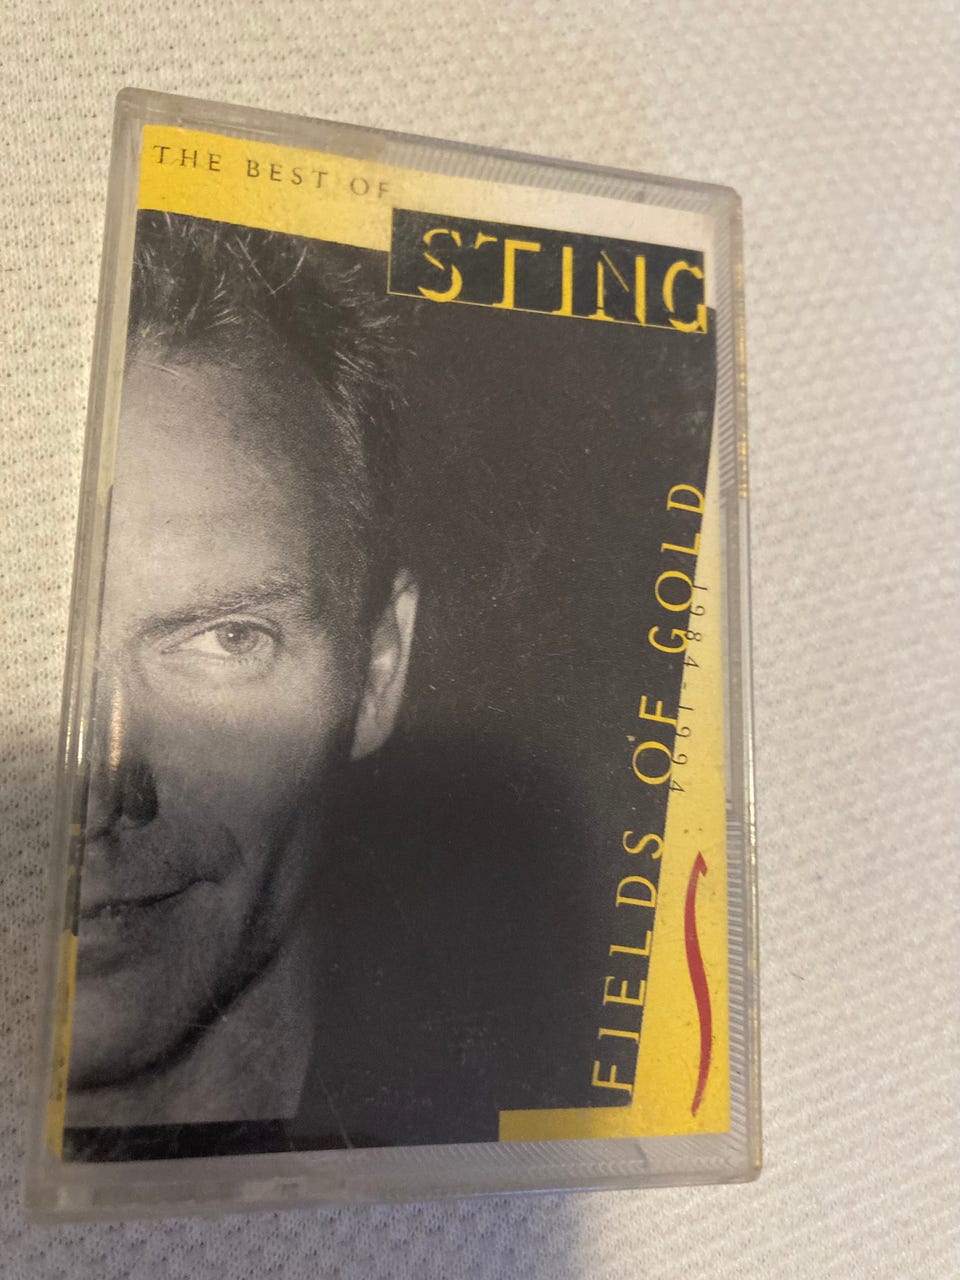 THE BEST OF
STING
FIELDS OF GOLD
1984-1994